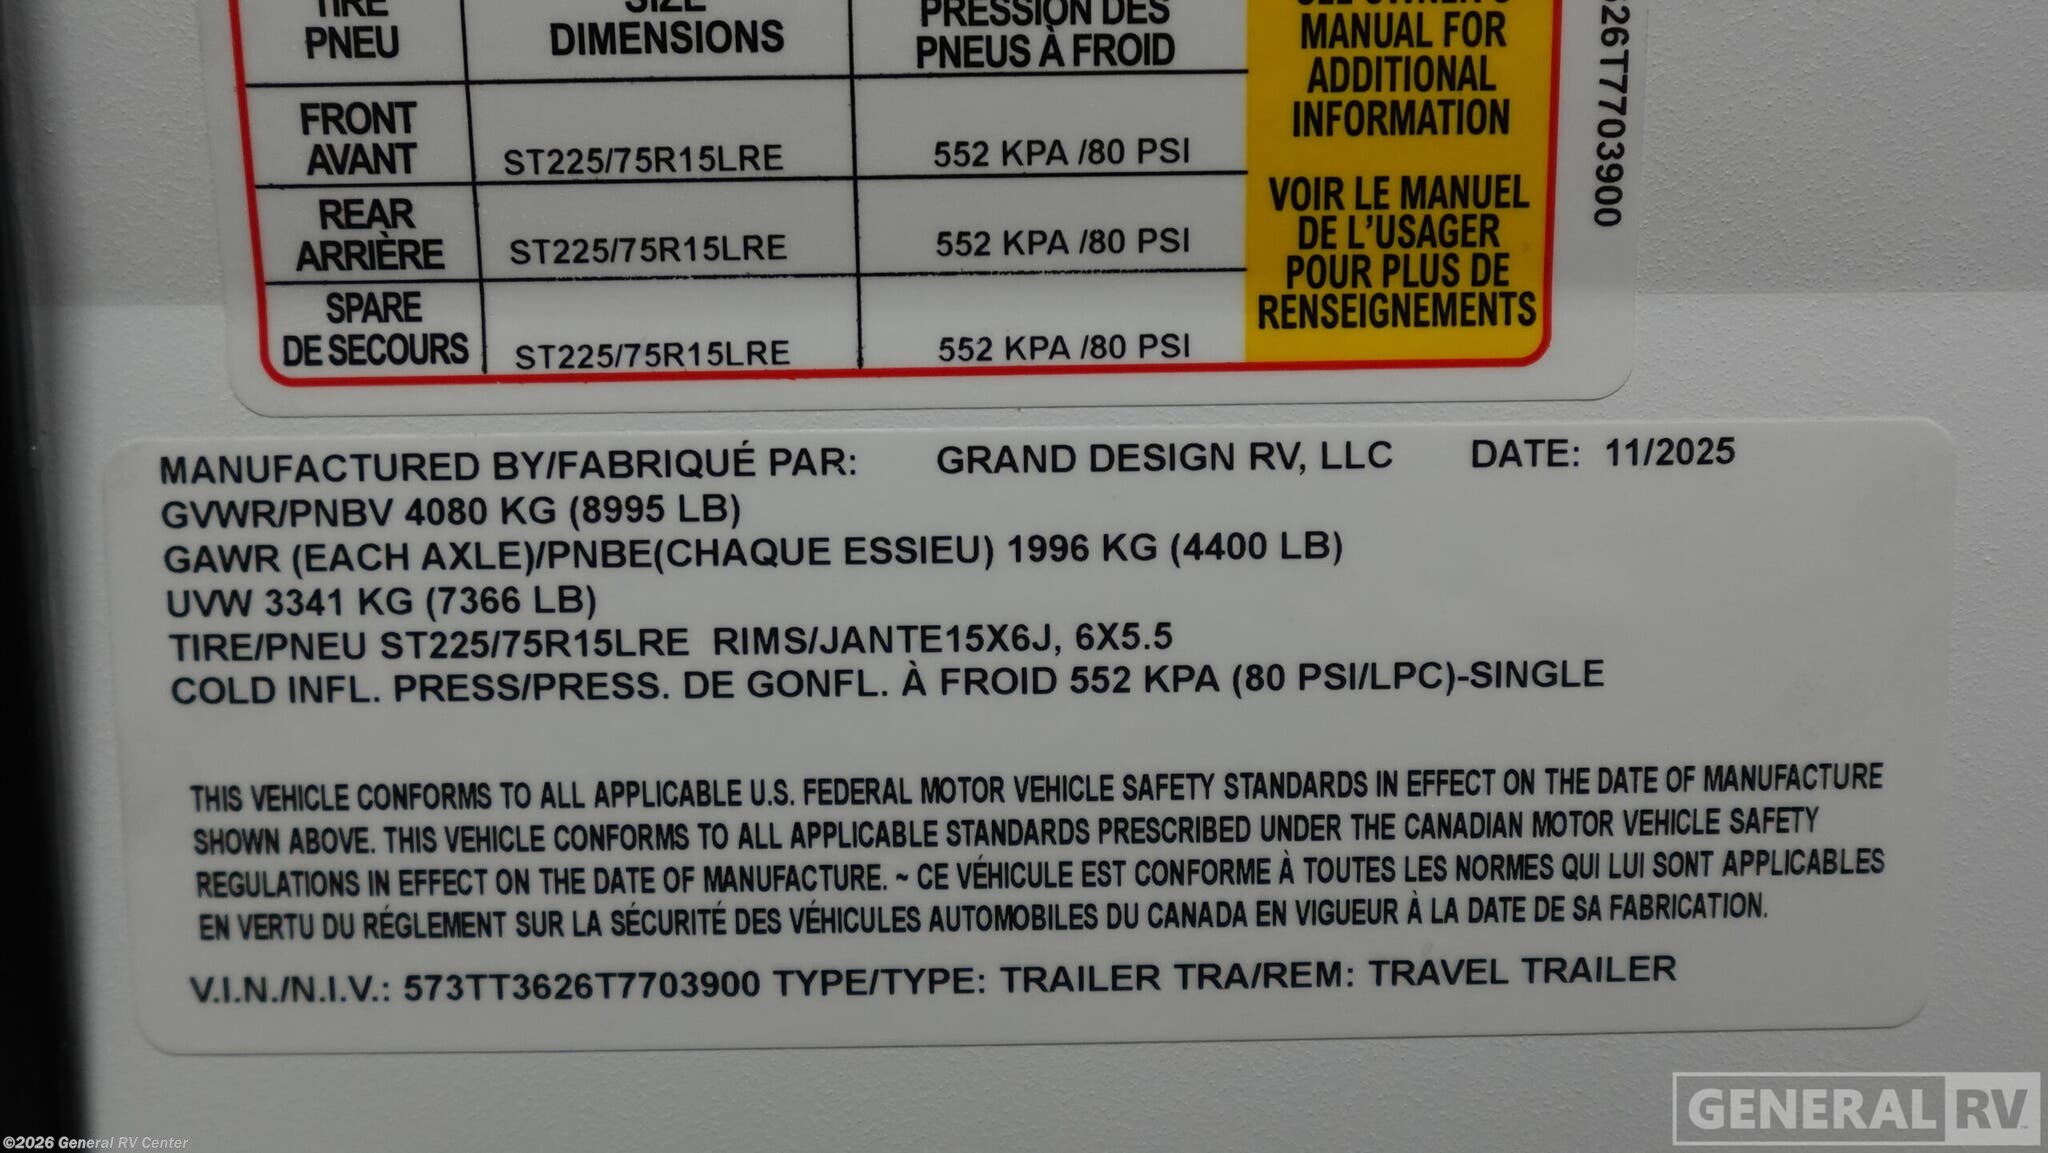 TIRE SIZE PRESSION DES
PNEU DIMENSIONS PNEUS À FROID
FRONT
AVANT ST225/75R15LRE 552 KPA /80 PSI
REAR
ARRIÈRE ST225/75R15LRE 552 KPA /80 PSI
SPARE
DE SECOURS ST225/75R15LRE 552 KPA /80 PSI
SEE OWNER'S
MANUAL FOR
ADDITIONAL
INFORMATION
VOIR LE MANUEL
DE L'USAGER
POUR PLUS DE
RENSEIGNEMENTS
626T7703900
MANUFACTURED BY/FABRIQUÉ PAR: GRAND DESIGN RV, LLC DATE: 11/2025
GVWR/PNBV 4080 KG (8995 LB)
GAWR (EACH AXLE)/PNBE(CHAQUE ESSIEU) 1996 KG (4400 LB)
UVW 3341 KG (7366 LB)
TIRE/PNEU ST225/75R15LRE RIMS/JANTE15X6J, 6X5.5
COLD INFL. PRESS/PRESS. DE GONFL. À FROID 552 KPA (80 PSI/LPC)-SINGLE
THIS VEHICLE CONFORMS TO ALL APPLICABLE U.S. FEDERAL MOTOR VEHICLE SAFETY STANDARDS IN EFFECT ON THE DATE OF MANUFACTURE
SHOWN ABOVE. THIS VEHICLE CONFORMS TO ALL APPLICABLE STANDARDS PRESCRIBED UNDER THE CANADIAN MOTOR VEHICLE SAFETY
REGULATIONS IN EFFECT ON THE DATE OF MANUFACTURE. ~ CE VÉHICULE EST CONFORME À TOUTES LES NORMES QUI LUI SONT APPLICABLES
EN VERTU DU RÉGLEMENT SUR LA SÉCURITÉ DES VÉHICULES AUTOMOBILES DU CANADA EN VIGUEUR À LA DATE DE SA FABRICATION.
V.I.N./N.I.V.: 573TT3626T7703900 TYPE/TYPE: TRAILER TRA/REM: TRAVEL TRAILER
GENERAL RV
©2026 General RV Center